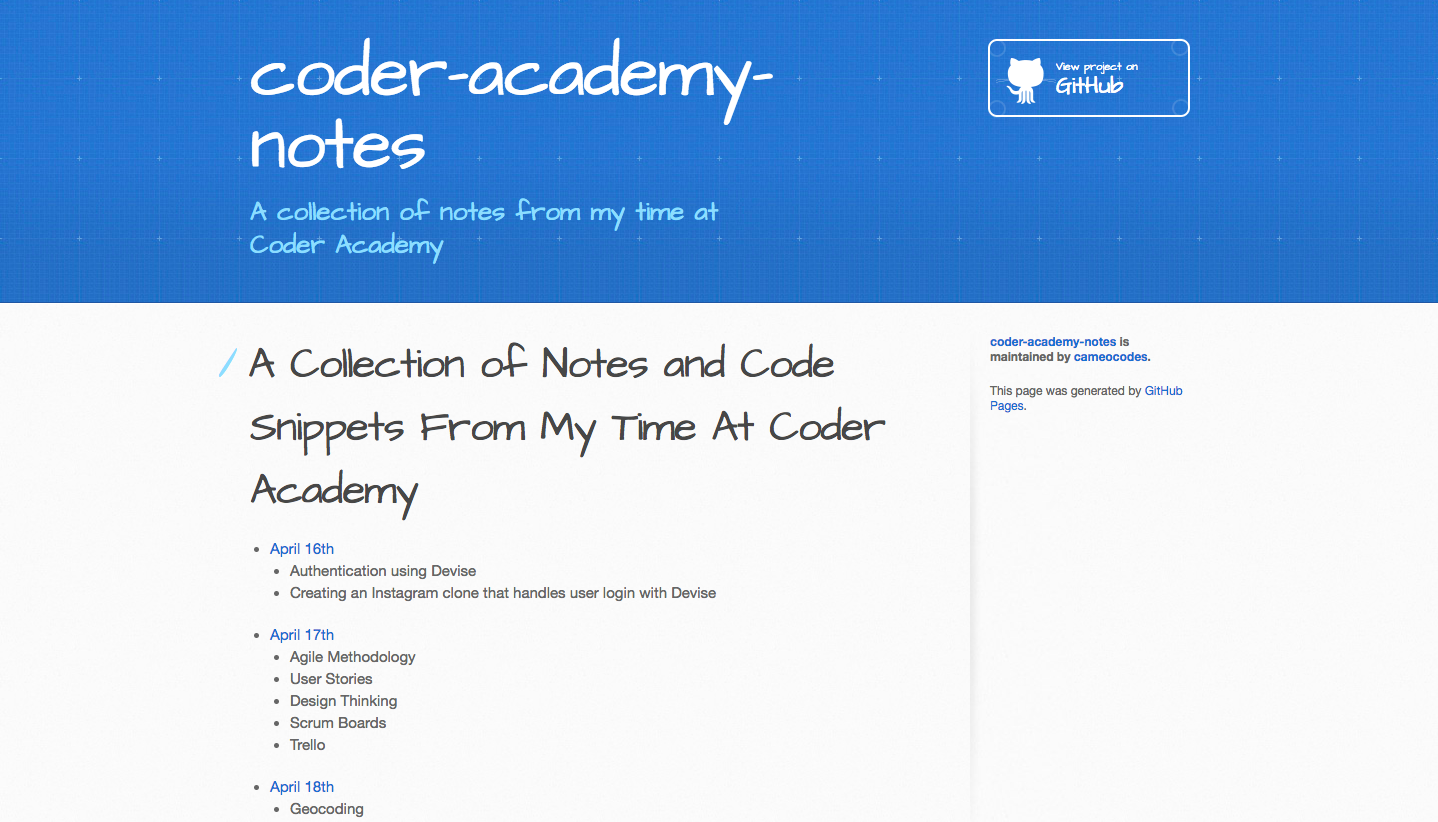 coder-academy-
notes
A collection of notes from my time at
Coder Academy
View project on
GitHub
A Collection of Notes and Code
Snippets From My Time At Coder
Academy
April 16th
Authentication using Devise
Creating an Instagram clone that handles user login with Devise
April 17th
Agile Methodology
User Stories
Design Thinking
Scrum Boards
Trello
April 18th
Geocoding
coder-academy-notes is
maintained by cameocodes.
This page was generated by GitHub
Pages.